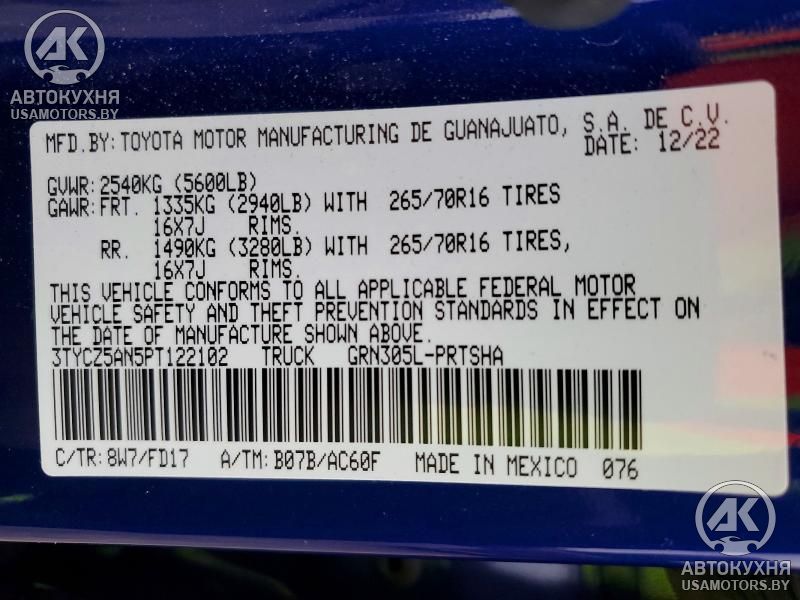 AK
АВТОКУХНЯ
USAMOTORS.BY
MFD.BY:TOYOTA MOTOR MANUFACTURING DE GUANAJUATO, S.A. DE C.V.
DATE: 12/22
GVWR:2540KG (5600LB)
GAWR:FRT. 1335KG (2940LB) WITH 265/70R16 TIRES
16X7J RIMS.
RR. 1490KG (3280LB) WITH 265/70R16 TIRES,
16X7J RIMS.
THIS VEHICLE CONFORMS TO ALL APPLICABLE FEDERAL MOTOR
VEHICLE SAFETY AND THEFT PREVENTION STANDARDS IN EFFECT ON
THE DATE OF MANUFACTURE SHOWN ABOVE.
3TYCZ5AN5PT122102 TRUCK GRN305L-PRTSHA
C/TR:8W7/FD17 A/TM:B07B/AC60F MADE IN MEXICO 076
AK
АВТОКУХНЯ
USAMOTORS.BY